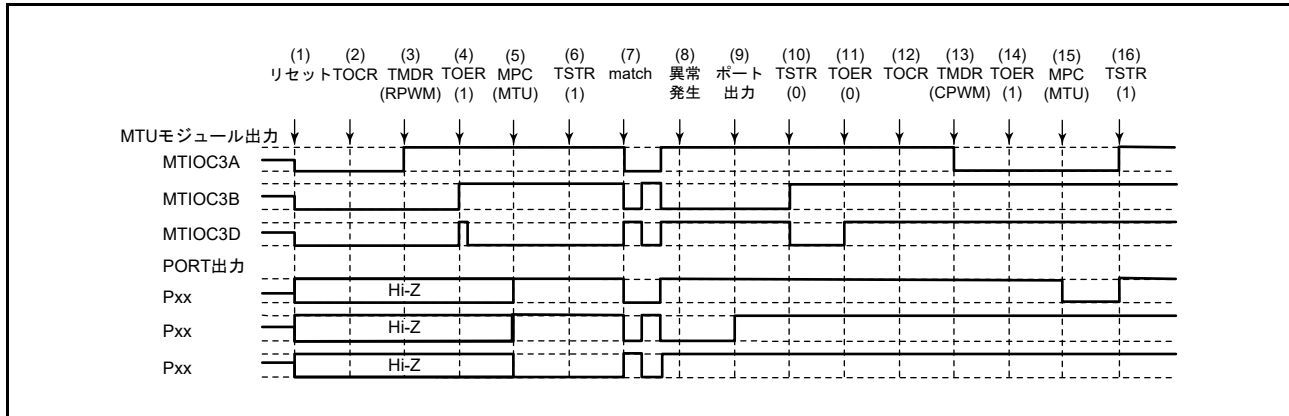 (1) (2) (3) (4) (5) (6) (7) (8) (9) (10) (11) (12) (13) (14) (15) (16)
リセット TOCR TMDR TOER MPC TSTR match 異常 ポート TSTR TOER TOCR TMDR TOER MPC TSTR
(RPWM) (1) (MTU) (1) 発生 出力 (0) (0) (CPWM) (1) (MTU) (1)
MTUモジュール出力
MTIOC3A
MTIOC3B
MTIOC3D
PORT出力
Pxx Hi-Z
Pxx Hi-Z
Pxx Hi-Z